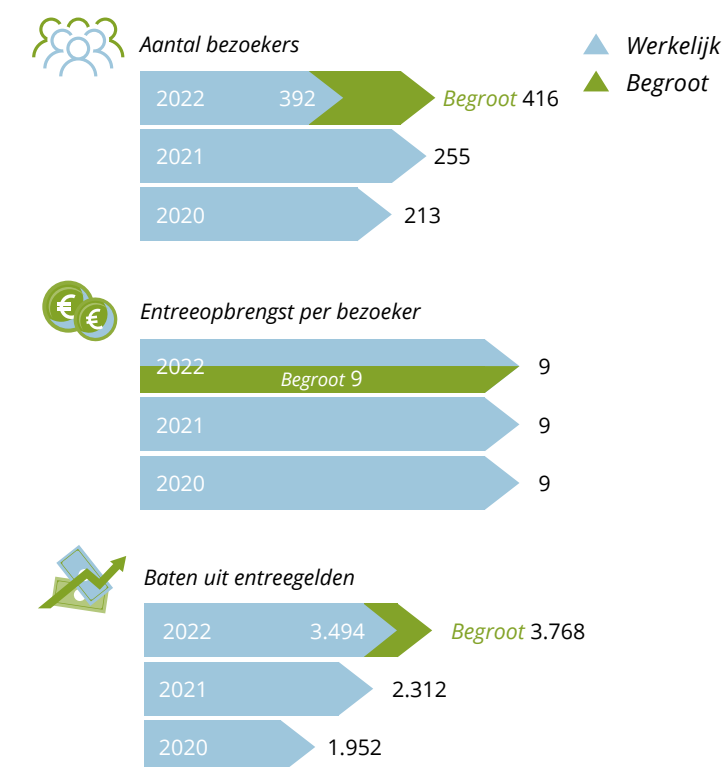 Aantal bezoekers
Werkelijk
Begroot
2022 392 Begroot 416
2021 255
2020 213
€ €
Entreeopbrengst per bezoeker
2022 9
Begroot 9
2021 9
2020 9
Baten uit entreegelden
2022 3.494 Begroot 3.768
2021 2.312
2020 1.952